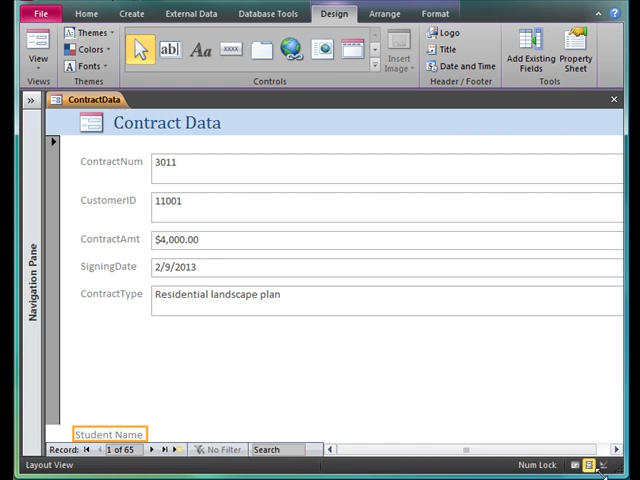 File Home Create External Data Database Tools Design Arrange Format
View
Views
Themes
Colors
Fonts
Themes
ab|
Aa
xxxx
Insert
Image
Controls
Logo
Title
Date and Time
Header / Footer
Add Existing
Fields
Property
Sheet
Tools
ContractData
Contract Data
Navigation Pane
ContractNum 3011
CustomerID 11001
ContractAmt $4,000.00
SigningDate 2/9/2013
ContractType Residential landscape plan
Student Name
Record: 1 of 65 No Filter Search
Layout View Num Lock